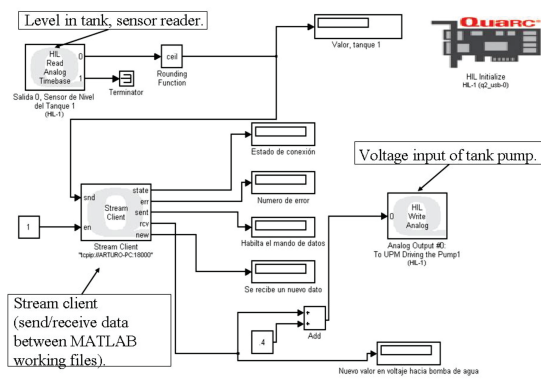 Level in tank, sensor reader.
HIL
Read
Analog
Timebase
0
1
Salida 0, Sensor de Nivel
del Tanque 1
(HIL-1)
ceil
Rounding
Function
Terminator
Valor, tanque 1
QUARC
HIL Initialize
HIL-1 (q2_usb-0)
Estado de conexión
Numero de error
Habilta el mando de datos
Se recibe un nuevo dato
Voltage input of tank pump.
0
HIL
Write
Analog
Analog Output #0:
To UPM Driving the Pump1
(HIL-1)
1
snd
en
Stream
Client
state
err
sent
rcv
new
Stream Client
"tcpip://ARTURO-PC:18000"
Stream client
(send/receive data
between MATLAB
working files).
.4
+
+
Add
Nuevo valor en voltaje hacia bomba de agua